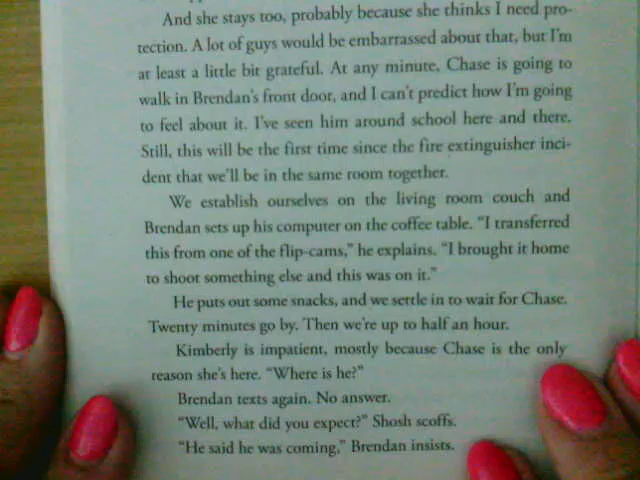 And she stays too, probably because she thinks I need pro-
tection. A lot of guys would be embarrassed about that, but I'm
at least a little bit grateful. At any minute, Chase is going to
walk in Brendan's front door, and I can't predict how I'm going
to feel about it. I've seen him around school here and there.
Still, this will be the first time since the fire extinguisher inci-
dent that we'll be in the same room together.
We establish ourselves on the living room couch and
Brendan sets up his computer on the coffee table. “I transferred
this from one of the flip-cams,” he explains. “I brought it home
to shoot something else and this was on it.”
He puts out some snacks, and we settle in to wait for Chase.
Twenty minutes go by. Then we're up to half an hour.
Kimberly is impatient, mostly because Chase is the only
reason she's here. “Where is he?”
Brendan texts again. No answer.
“Well, what did you expect?” Shosh scoffs.
“He said he was coming,” Brendan insists.